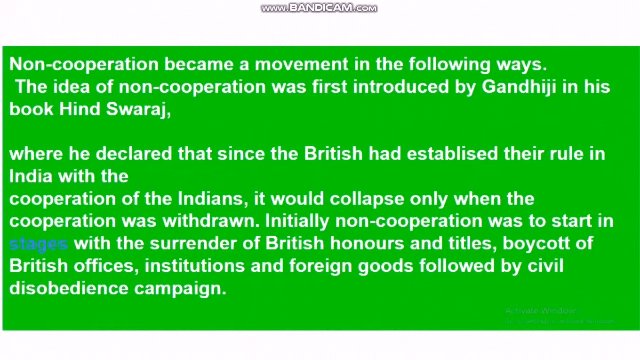 www.BANDICAM.com
Non-cooperation became a movement in the following ways.
The idea of non-cooperation was first introduced by Gandhiji in his
book Hind Swaraj,
where he declared that since the British had establised their rule in
India with the
cooperation of the Indians, it would collapse only when the
cooperation was withdrawn. Initially non-cooperation was to start in
stages with the surrender of British honours and titles, boycott of
British offices, institutions and foreign goods followed by civil
disobedience campaign.
Activate Windows